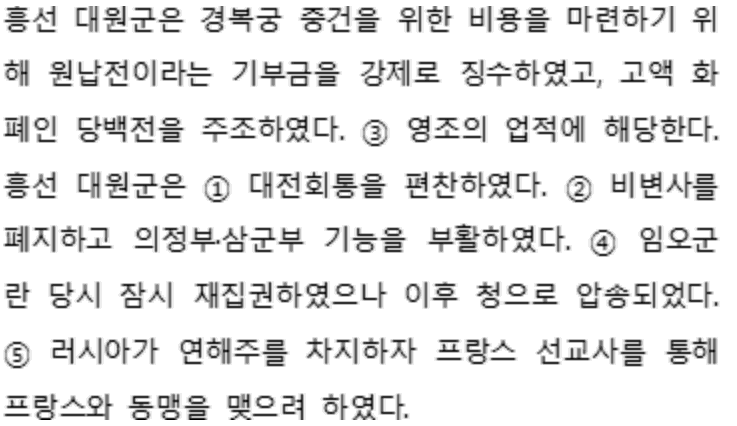 흥선 대원군은 경복궁 중건을 위한 비용을 마련하기 위
해 원납전이라는 기부금을 강제로 징수하였고, 고액 화
폐인 당백전을 주조하였다. ③ 영조의 업적에 해당한다.
흥선 대원군은 ① 대전회통을 편찬하였다. ② 비변사를
폐지하고 의정부·삼군부 기능을 부활하였다. ④ 임오군
란 당시 잠시 재집권하였으나 이후 청으로 압송되었다.
⑤ 러시아가 연해주를 차지하자 프랑스 선교사를 통해
프랑스와 동맹을 맺으려 하였다.